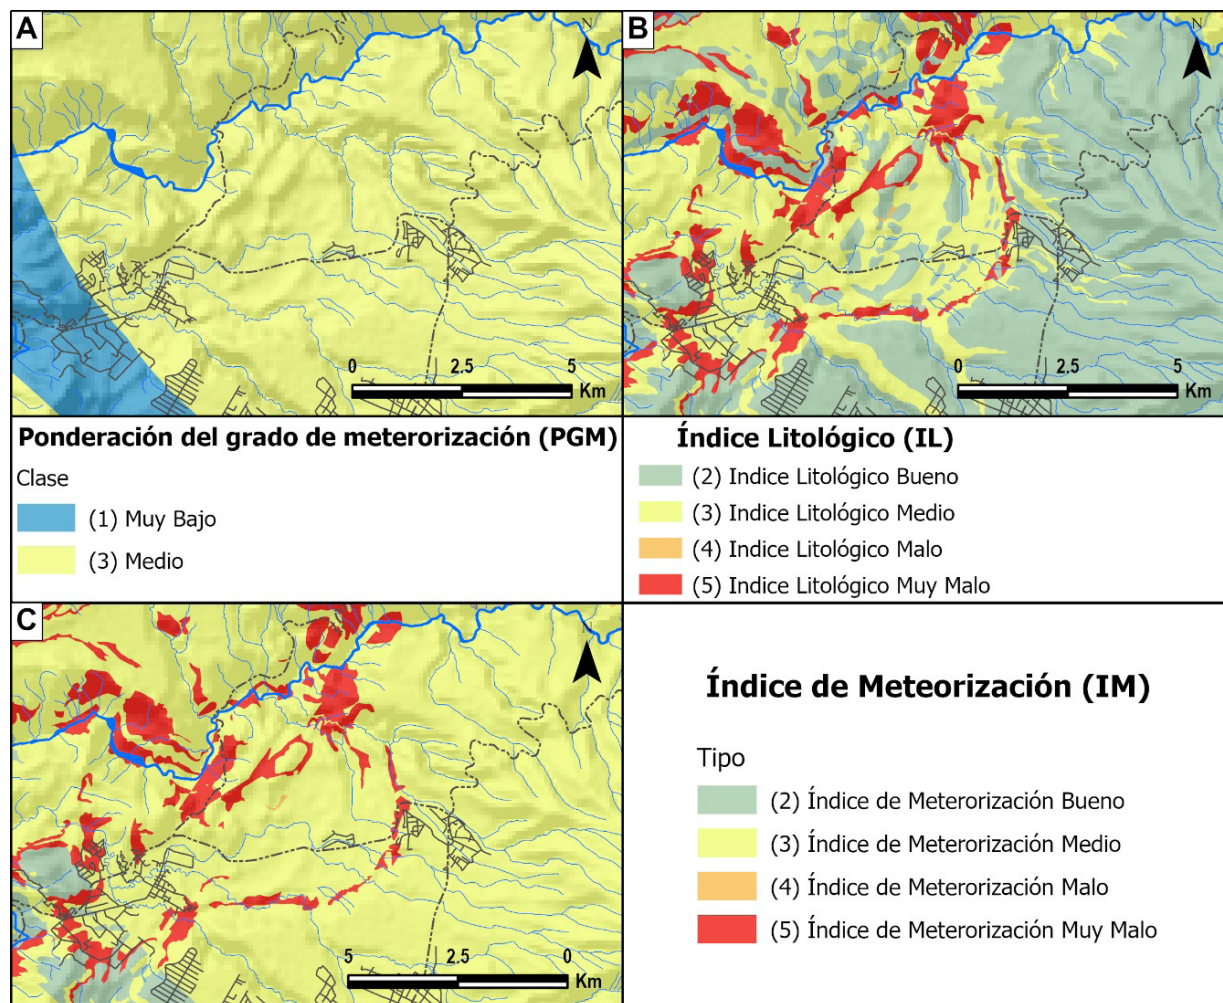 A
N
0 2.5 5
Km
B
N
0 2.5 5
Km
Ponderación del grado de meterorización (PGM)
Clase
(1) Muy Bajo
(3) Medio
Índice Litológico (IL)
(2) Indice Litológico Bueno
(3) Indice Litológico Medio
(4) Indice Litológico Malo
(5) Indice Litológico Muy Malo
C
N
5 2.5 0
Km
Índice de Meteorización (IM)
Tipo
(2) Índice de Meterorización Bueno
(3) Índice de Meterorización Medio
(4) Índice de Meterorización Malo
(5) Índice de Meterorización Muy Malo